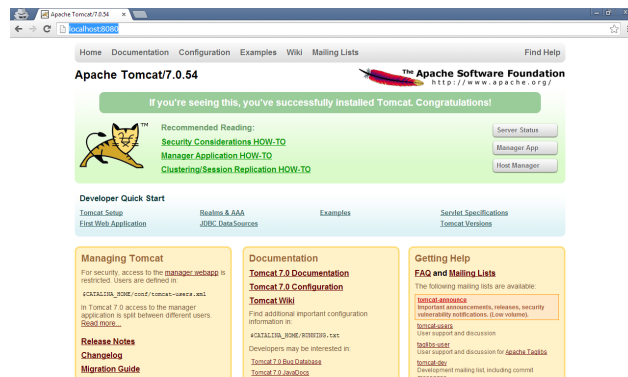 Apache Tomcat/7.0.54
localhost:8080
Home Documentation Configuration Examples Wiki Mailing Lists Find Help
Apache Tomcat/7.0.54
The Apache Software Foundation
http://www.apache.org/
If you're seeing this, you've successfully installed Tomcat. Congratulations!
TM
Recommended Reading:
Security Considerations HOW-TO
Manager Application HOW-TO
Clustering/Session Replication HOW-TO
Server Status
Manager App
Host Manager
Developer Quick Start
Tomcat Setup Realms & AAA Examples Servlet Specifications
First Web Application JDBC DataSources Tomcat Versions
Managing Tomcat
For security, access to the manager webapp is
restricted. Users are defined in:
$CATALINA_HOME/conf/tomcat-users.xml
In Tomcat 7.0 access to the manager
application is split between different users.
Read more...
Release Notes
Changelog
Migration Guide
Documentation
Tomcat 7.0 Documentation
Tomcat 7.0 Configuration
Tomcat Wiki
Find additional important configuration
information in:
$CATALINA_HOME/RUNNING.txt
Developers may be interested in:
Tomcat 7.0 Bug Database
Tomcat 7.0 JavaDocs
Getting Help
FAQ and Mailing Lists
The following mailing lists are available:
tomcat-announce
Important announcements, releases, security
vulnerability notifications. (Low volume).
tomcat-users
User support and discussion
taglibs-user
User support and discussion for Apache Taglibs
tomcat-dev
Development mailing list, including commit